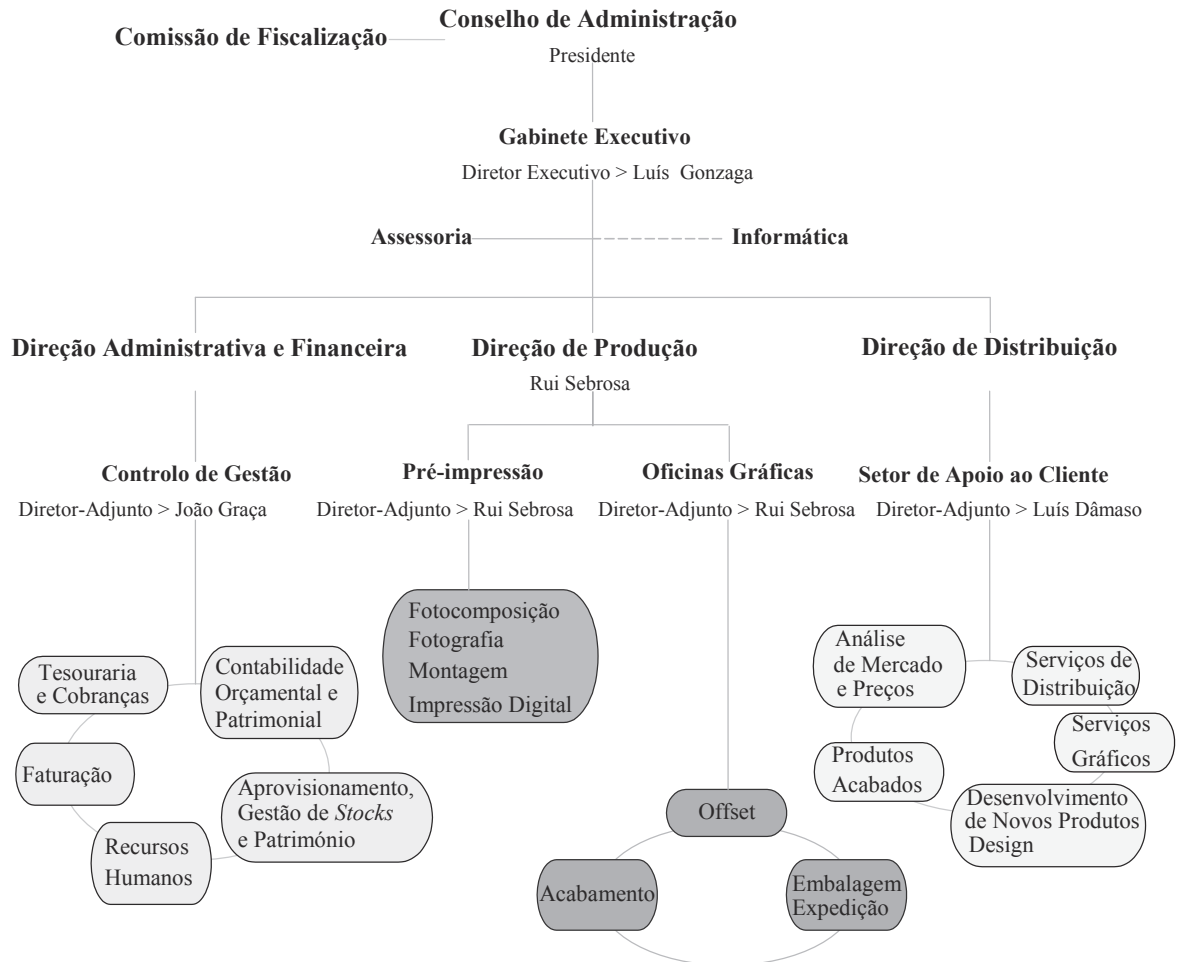 Conselho de Administração
Comissão de Fiscalização
Presidente
Gabinete Executivo
Diretor Executivo > Luís Gonzaga
Assessoria
Informática
Direção Administrativa e Financeira
Direção de Produção
Direção de Distribuição
Rui Sebrosa
Controlo de Gestão
Diretor-Adjunto > João Graça
Pré-impressão
Diretor-Adjunto > Rui Sebrosa
Oficinas Gráficas
Diretor-Adjunto > Rui Sebrosa
Setor de Apoio ao Cliente
Diretor-Adjunto > Luís Dâmaso
Tesouraria
e Cobranças
Contabilidade
Orçamental e
Patrimonial
Faturação
Aprovisionamento,
Gestão de Stocks
e Património
Recursos
Humanos
Fotocomposição
Fotografia
Montagem
Impressão Digital
Offset
Acabamento
Embalagem
Expedição
Análise
de Mercado
e Preços
Serviços de
Distribuição
Serviços
Gráficos
Produtos
Acabados
Desenvolvimento
de Novos Produtos
Design